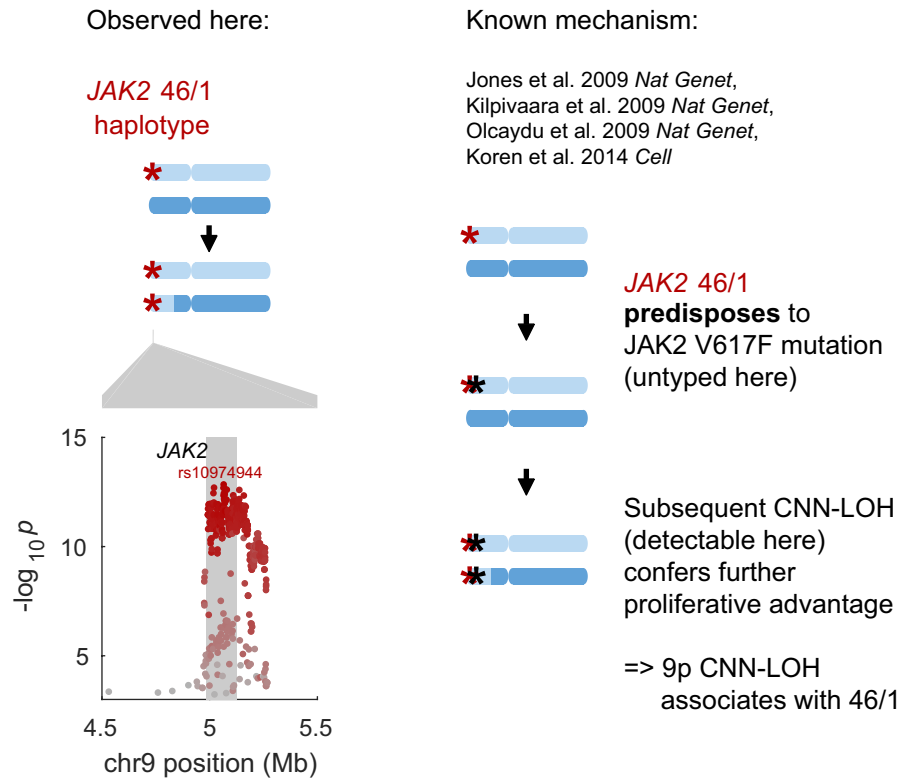 Observed here:
JAK2 46/1
haplotype
15
JAK2
rs10974944
10
5
-log10p
4.5
5
5.5
chr9 position (Mb)
Known mechanism:
Jones et al. 2009 Nat Genet,
Kilpivaara et al. 2009 Nat Genet,
Olcaydu et al. 2009 Nat Genet,
Koren et al. 2014 Cell
JAK2 46/1
predisposes to
JAK2 V617F mutation
(untyped here)
Subsequent CNN-LOH
(detectable here)
confers further
proliferative advantage
=> 9p CNN-LOH
associates with 46/1